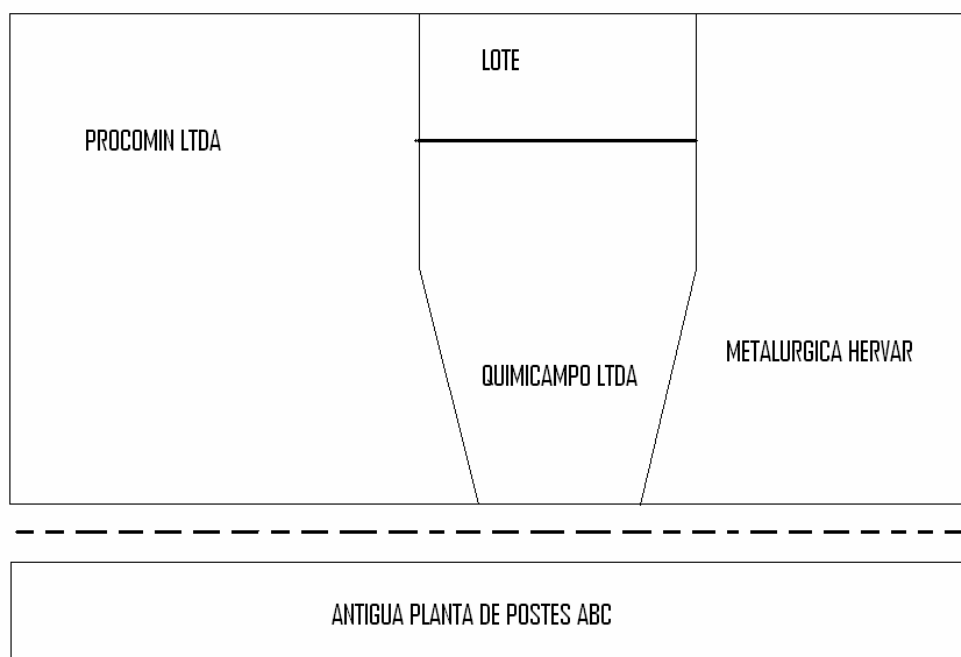 LOTE
PROCOMIN LTDA
METALURGICA HERVAR
QUIMICAMPO LTDA
ANTIGUA PLANTA DE POSTES ABC